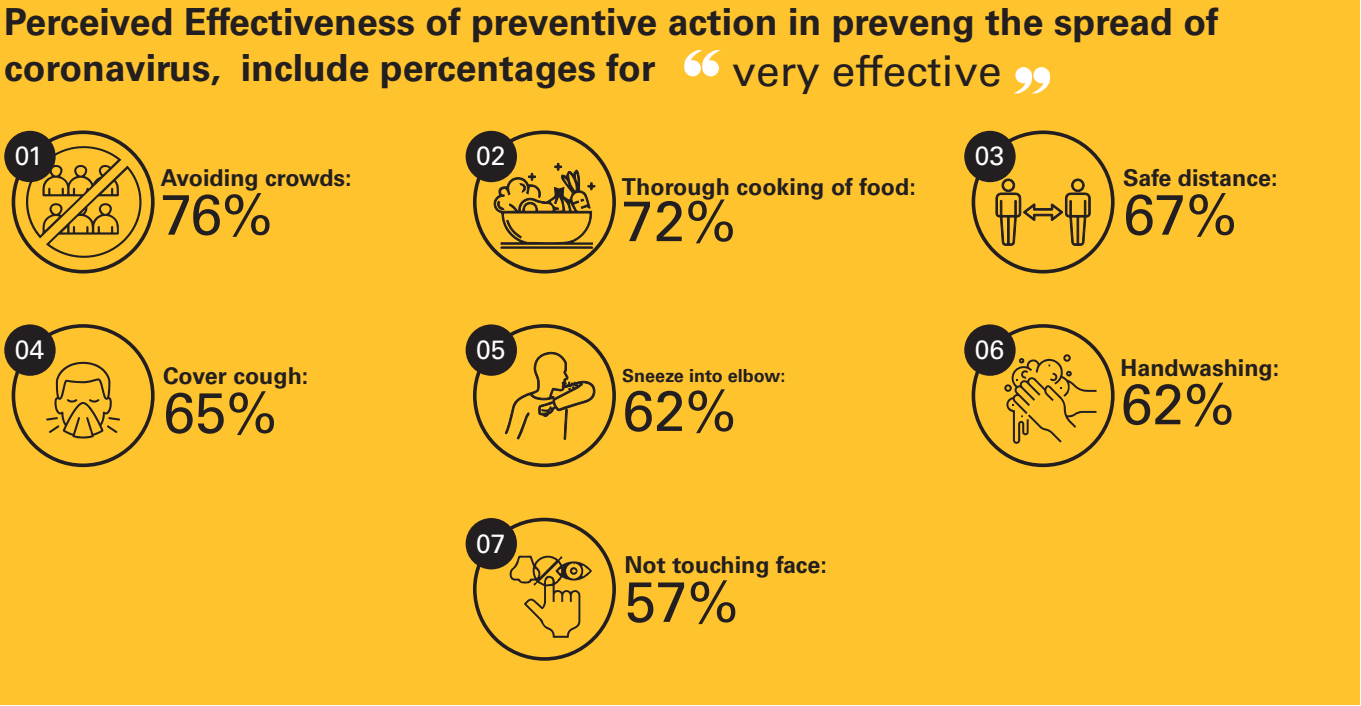 Perceived Effectiveness of preventive action in preveng the spread of
coronavirus, include percentages for “ very effective ”
01
Avoiding crowds:
76%
02
Thorough cooking of food:
72%
03
Safe distance:
67%
04
Cover cough:
65%
05
Sneeze into elbow:
62%
06
Handwashing:
62%
07
Not touching face:
57%